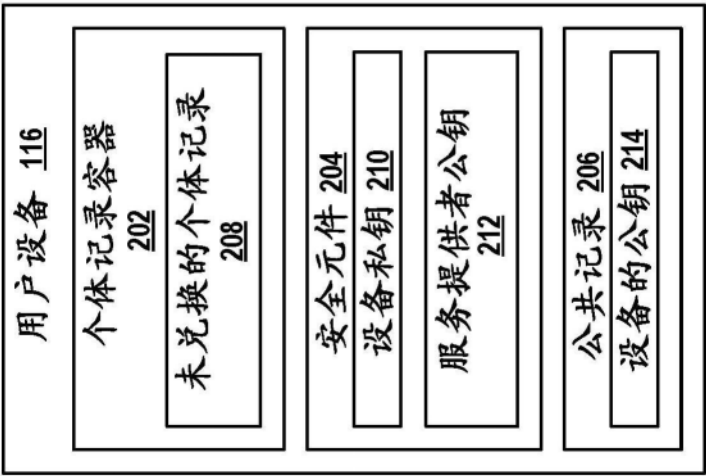 用户设备 116
个体记录容器
202
未兑换的个体记录
208
安全元件 204
设备私钥 210
服务提供者公钥
212
公共记录 206
设备的公钥 214